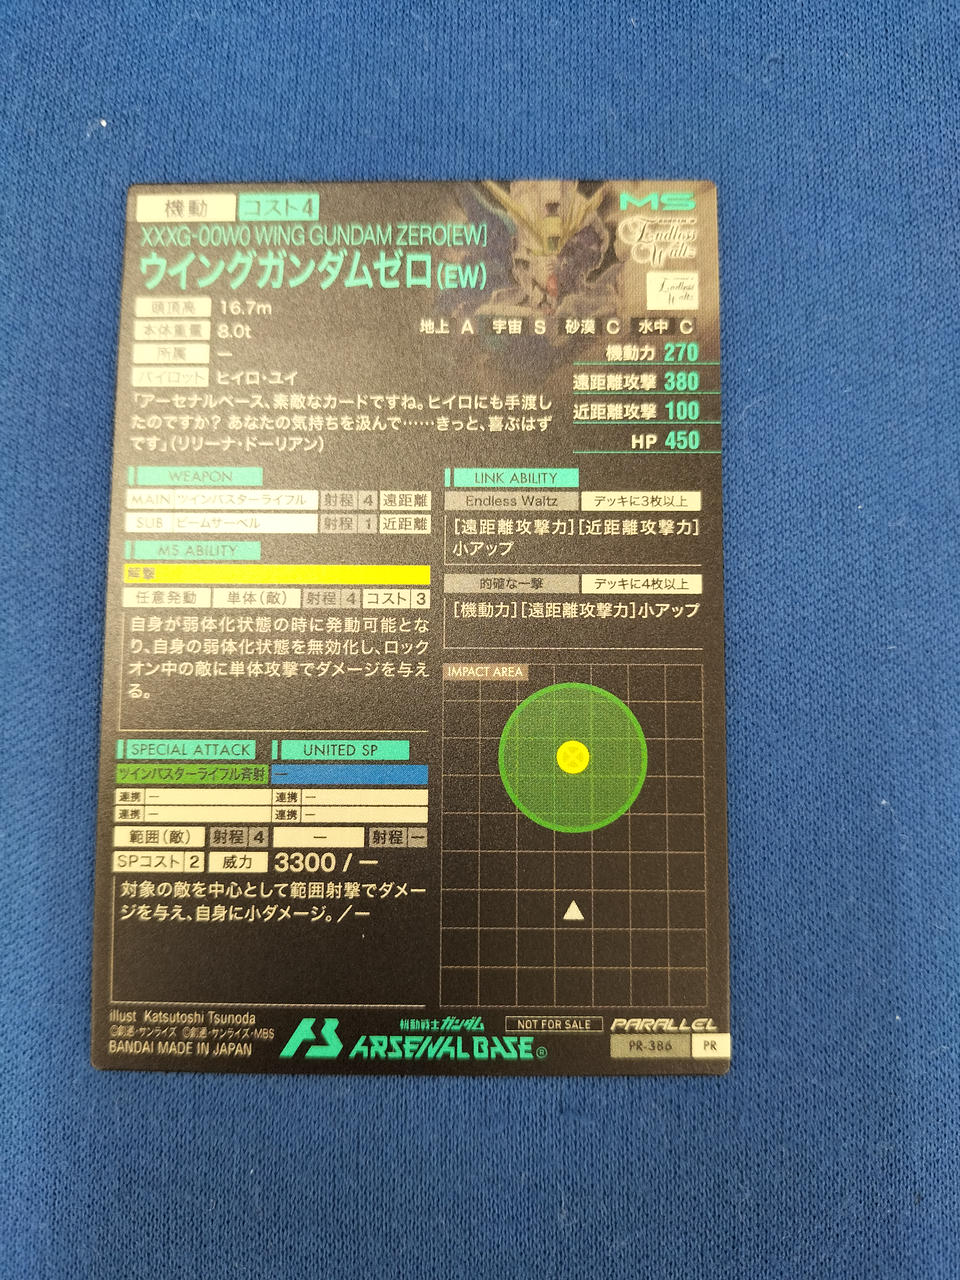 機動 コスト4
MS
XXXG-00W0 WING GUNDAM ZERO[EW]
ウイングガンダムゼロ(EW)
Endless Waltz
Endless Waltz
頭頂高 16.7m
本体重量 8.0t
所属 ー
パイロット ヒイロ・ユイ
地上 A 宇宙 S 砂漠 C 水中 C
機動力 270
遠距離攻撃 380
近距離攻撃 100
HP 450
「アーセナルベース、素敵なカードですね。ヒイロにも手渡し
たのですか? あなたの気持ちを汲んで……きっと、喜ぶはず
です」(リリーナ・ドーリアン)
WEAPON
MAIN ツインバスターライフル 射程 4 遠距離
SUB ビームサーベル 射程 1 近距離
MS ABILITY
任意発動 単体(敵) 射程 4 コスト 3
自身が弱体化状態の時に発動可能とな
り、自身の弱体化状態を無効化し、ロック
オン中の敵に単体攻撃でダメージを与え
る。
LINK ABILITY
Endless Waltz デッキに3枚以上
[遠距離攻撃力][近距離攻撃力]
小アップ
的確な一撃 デッキに4枚以上
[機動力][遠距離攻撃力]小アップ
IMPACT AREA
SPECIAL ATTACK UNITED SP
ツインバスターライフル斉射 ー
連携 ー 連携 ー
連携 ー 連携 ー
範囲(敵) 射程 4 ー 射程 ー
SPコスト 2 威力 3300 / ー
対象の敵を中心として範囲射撃でダメー
ジを与え、自身に小ダメージ。/ー
illust Katsutoshi Tsunoda
©創通・サンライズ ©創通・サンライズ・MBS
BANDAI MADE IN JAPAN
機動戦士ガンダム
ARSENAL BASE®
NOT FOR SALE PARALLEL
PR-386 PR